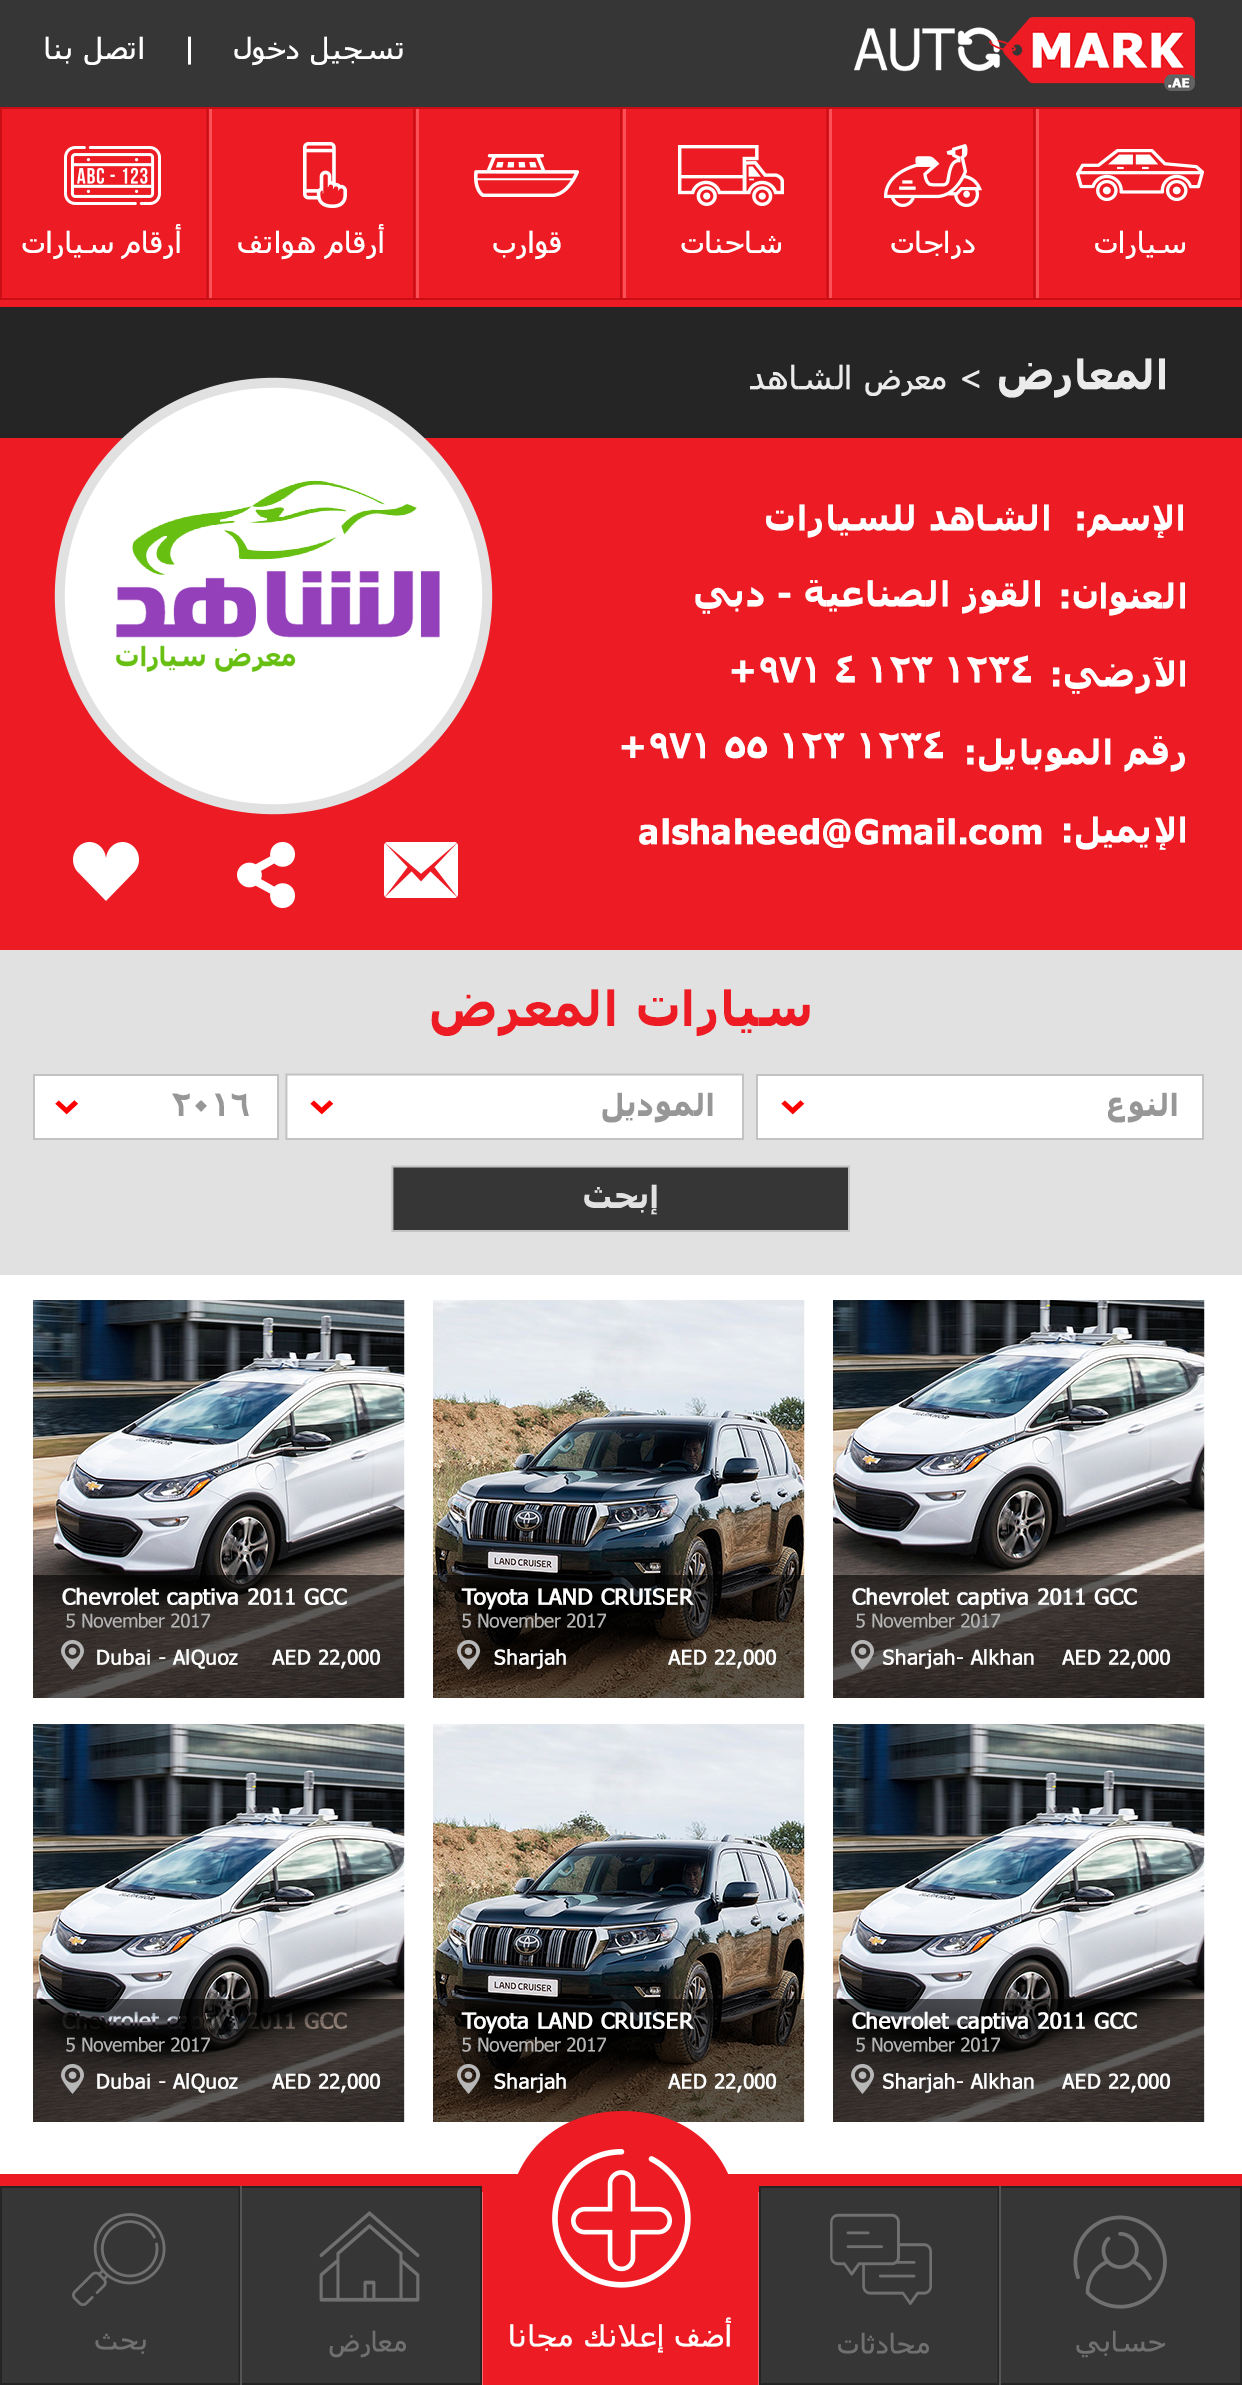 AUTO MARK
.AE
تسجيل دخول | اتصل بنا
سيارات
دراجات
شاحنات
قوارب
أرقام هواتف
ABC - 123
أرقام سيارات
المعارض > معرض الشاهد
الشاهد
معرض سيارات
الإسم: الشاهد للسيارات
العنوان: القوز الصناعية - دبي
الآرضي: ١٢٣٤ ١٢٣ ٤ ٩٧١+
رقم الموبايل: ١٢٣٤ ١٢٣ ٥٥ ٩٧١+
الإيميل: alshaheed@Gmail.com
سيارات المعرض
النوع
الموديل
٢٠١٦
إبحث
LAND CRUISER
Chevrolet captiva 2011 GCC
5 November 2017
Dubai - AlQuoz AED 22,000
Toyota LAND CRUISER
5 November 2017
Sharjah AED 22,000
Chevrolet captiva 2011 GCC
5 November 2017
Sharjah- Alkhan AED 22,000
LAND CRUISER
Chevrolet captiva 2011 GCC
5 November 2017
Dubai - AlQuoz AED 22,000
Toyota LAND CRUISER
5 November 2017
Sharjah AED 22,000
Chevrolet captiva 2011 GCC
5 November 2017
Sharjah- Alkhan AED 22,000
حسابي
محادثات
أضف إعلانك مجانا
معارض
بحث